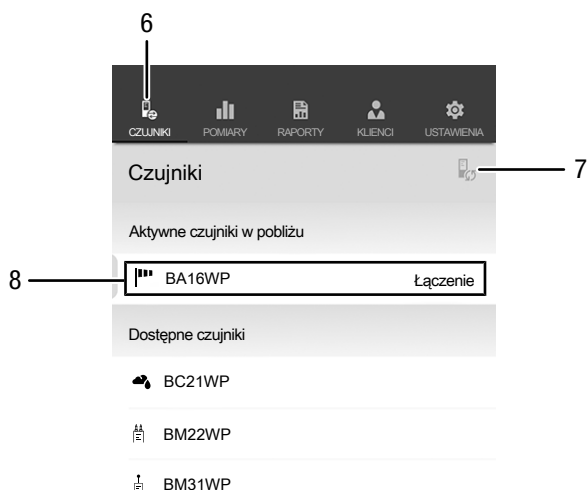 6
CZUJNIKI POMIARY RAPORTY KLIENCI USTAWIENIA
Czujniki
7
Aktywne czujniki w pobliżu
8
BA16WP Łączenie
Dostępne czujniki
BC21WP
BM22WP
BM31WP